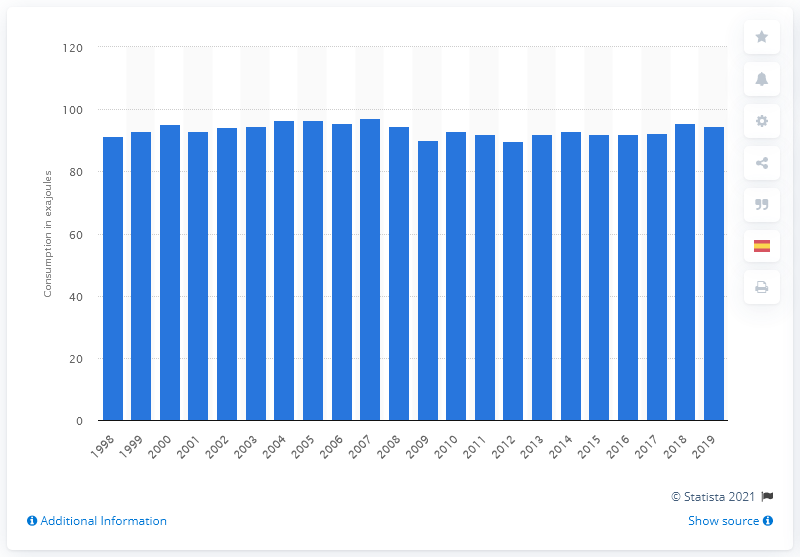 120
100
80
60
40
20
0
Consumption in exajoules
1998 1999 2000 2001 2002 2003 2004 2005 2006 2007 2008 2009 2010 2011 2012 2013 2014 2015 2016 2017 2018 2019
© Statista 2021
Additional Information
Show source